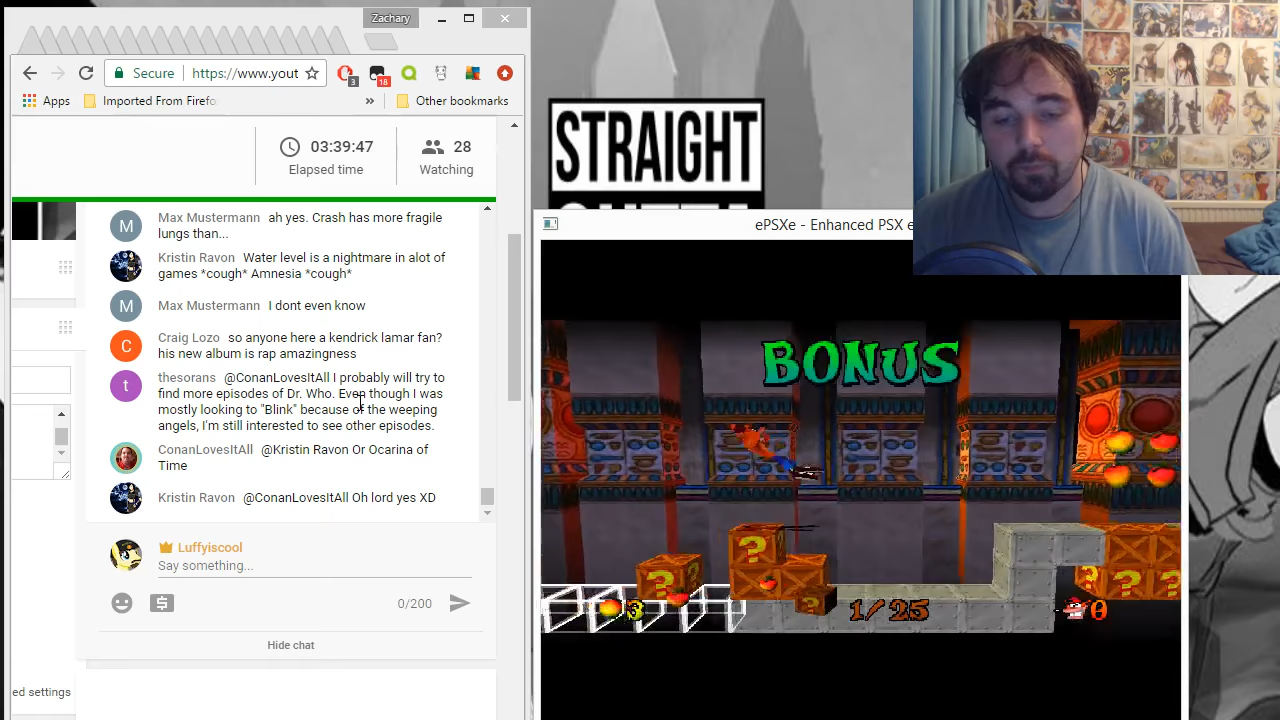 Zachary
Secure
https://www.yout
3
18
Apps
Imported From Firefo
»
Other bookmarks
03:39:47
Elapsed time
28
Watching
Max Mustermann ah yes. Crash has more fragile
lungs than...
Kristin Ravon Water level is a nightmare in alot of
games *cough* Amnesia *cough*
M
Max Mustermann I dont even know
C
Craig Lozo so anyone here a kendrick lamar fan?
his new album is rap amazingness
t
thesorans @ConanLovesItAll I probably will try to
find more episodes of Dr. Who. Even though I was
mostly looking to "Blink" because of the weeping
angels, I'm still interested to see other episodes.
ConanLovesItAll @Kristin Ravon Or Ocarina of
Time
Kristin Ravon @ConanLovesItAll Oh lord yes XD
Luffyiscool
Say something...
0/200
Hide chat
ed settings
STRAIGHT
ePSXe - Enhanced PSX e
BONUS
3
1/25
0